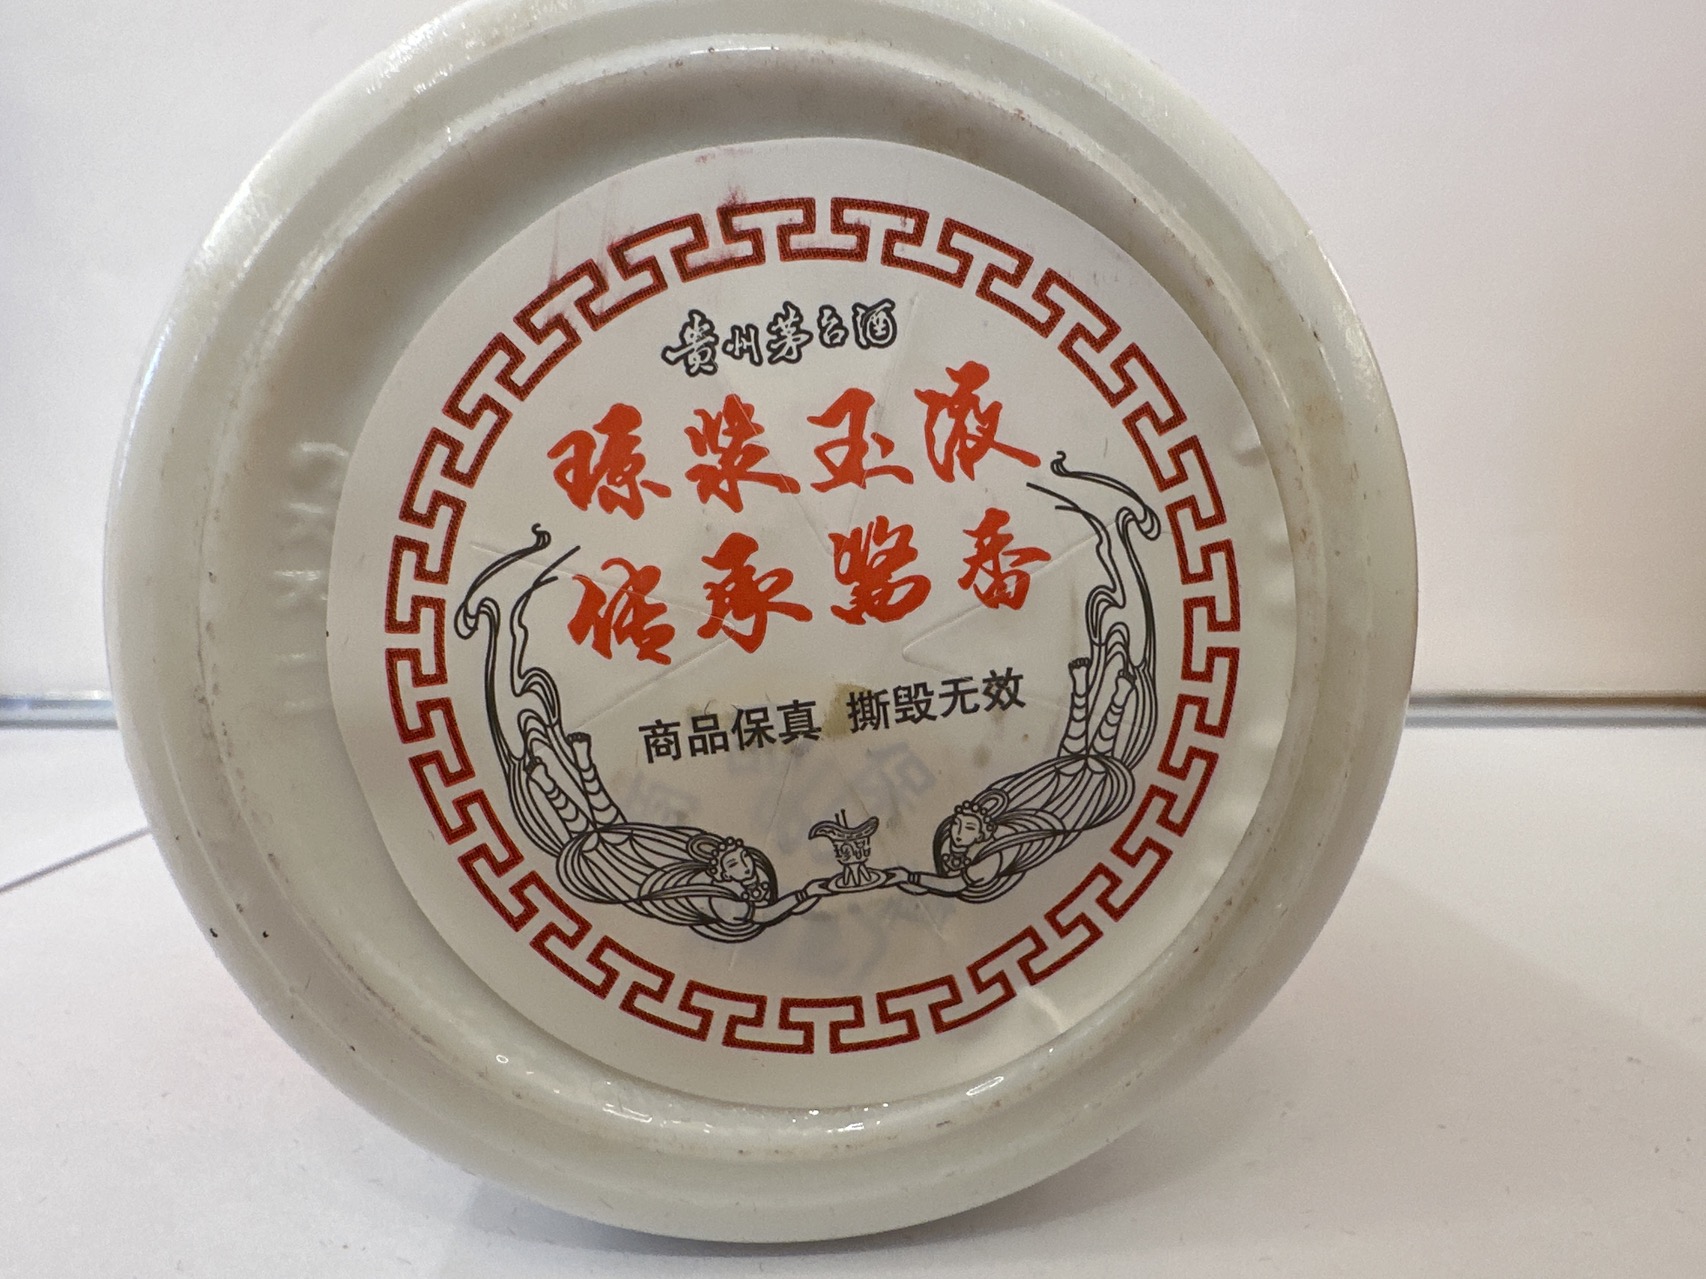 贵州茅台酒
琼浆玉液
传承酱香
商品保真 撕毁无效